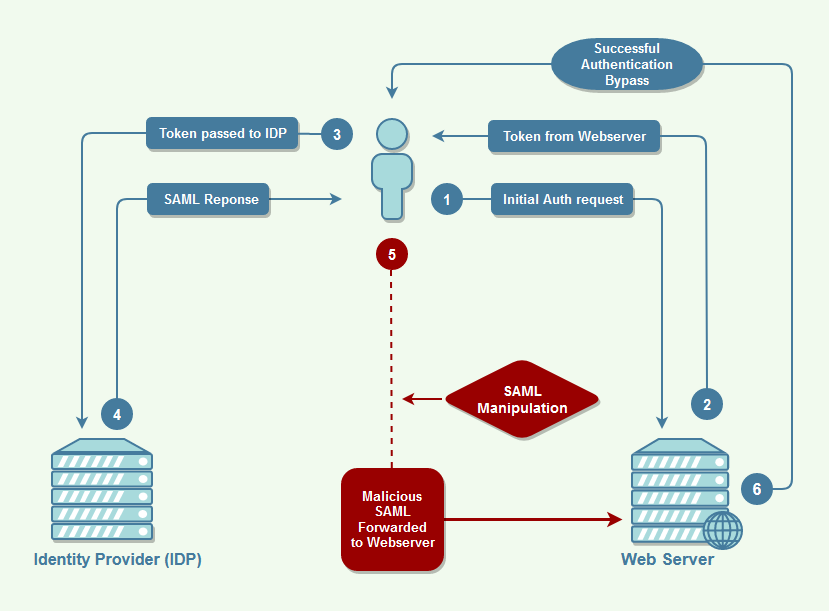 Successful
Authentication
Bypass
Token passed to IDP
3
Token from Webserver
SAML Reponse
1
Initial Auth request
5
SAML
Manipulation
4
2
6
Malicious
SAML
Forwarded
to Webserver
Identity Provider (IDP)
Web Server